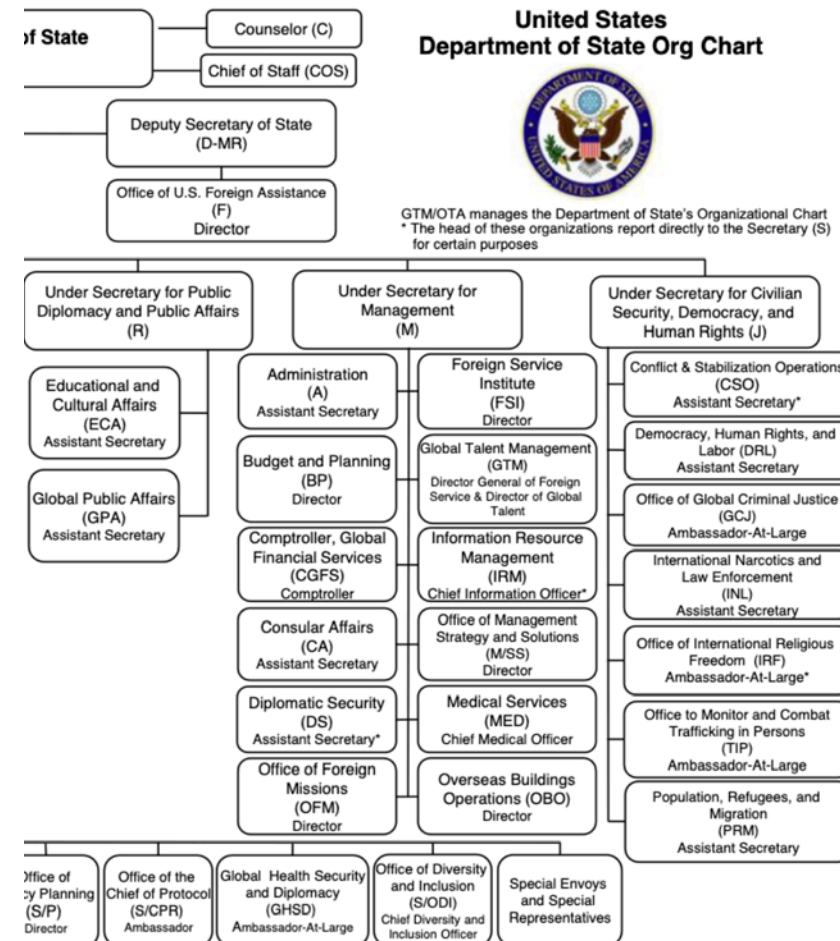 of State
Counselor (C)
Chief of Staff (COS)
United States
Department of State Org Chart
DEPARTMENT OF STATE
UNITED STATES OF AMERICA
Deputy Secretary of State
(D-MR)
Office of U.S. Foreign Assistance
(F)
Director
GTM/OTA manages the Department of State's Organizational Chart
* The head of these organizations report directly to the Secretary (S)
for certain purposes
Under Secretary for Public
Diplomacy and Public Affairs
(R)
Educational and
Cultural Affairs
(ECA)
Assistant Secretary
Global Public Affairs
(GPA)
Assistant Secretary
Under Secretary for
Management
(M)
Administration
(A)
Assistant Secretary
Foreign Service
Institute
(FSI)
Director
Budget and Planning
(BP)
Director
Global Talent Management
(GTM)
Director General of Foreign
Service & Director of Global
Talent
Comptroller, Global
Financial Services
(CGFS)
Comptroller
Information Resource
Management
(IRM)
Chief Information Officer*
Consular Affairs
(CA)
Assistant Secretary
Office of Management
Strategy and Solutions
(M/SS)
Director
Diplomatic Security
(DS)
Assistant Secretary*
Medical Services
(MED)
Chief Medical Officer
Office of Foreign
Missions
(OFM)
Director
Overseas Buildings
Operations (OBO)
Director
Under Secretary for Civilian
Security, Democracy, and
Human Rights (J)
Conflict & Stabilization Operations
(CSO)
Assistant Secretary*
Democracy, Human Rights, and
Labor (DRL)
Assistant Secretary
Office of Global Criminal Justice
(GCJ)
Ambassador-At-Large
International Narcotics and
Law Enforcement
(INL)
Assistant Secretary
Office of International Religious
Freedom (IRF)
Ambassador-At-Large*
Office to Monitor and Combat
Trafficking in Persons
(TIP)
Ambassador-At-Large
Population, Refugees, and
Migration
(PRM)
Assistant Secretary
Office of
cy Planning
(S/P)
Director
Office of the
Chief of Protocol
(S/CPR)
Ambassador
Global Health Security
and Diplomacy
(GHSD)
Ambassador-At-Large
Office of Diversity
and Inclusion
(S/ODI)
Chief Diversity and
Inclusion Officer
Special Envoys
and Special
Representatives